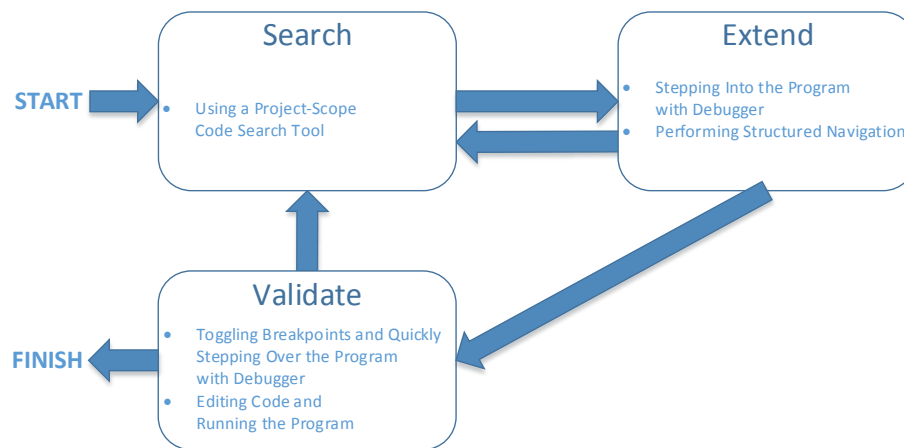 Search
Extend
START
• Using a Project-Scope
Code Search Tool
• Stepping Into the Program
with Debugger
• Performing Structured Navigation
Validate
• Toggling Breakpoints and Quickly
Stepping Over the Program
with Debugger
• Editing Code and
Running the Program
FINISH